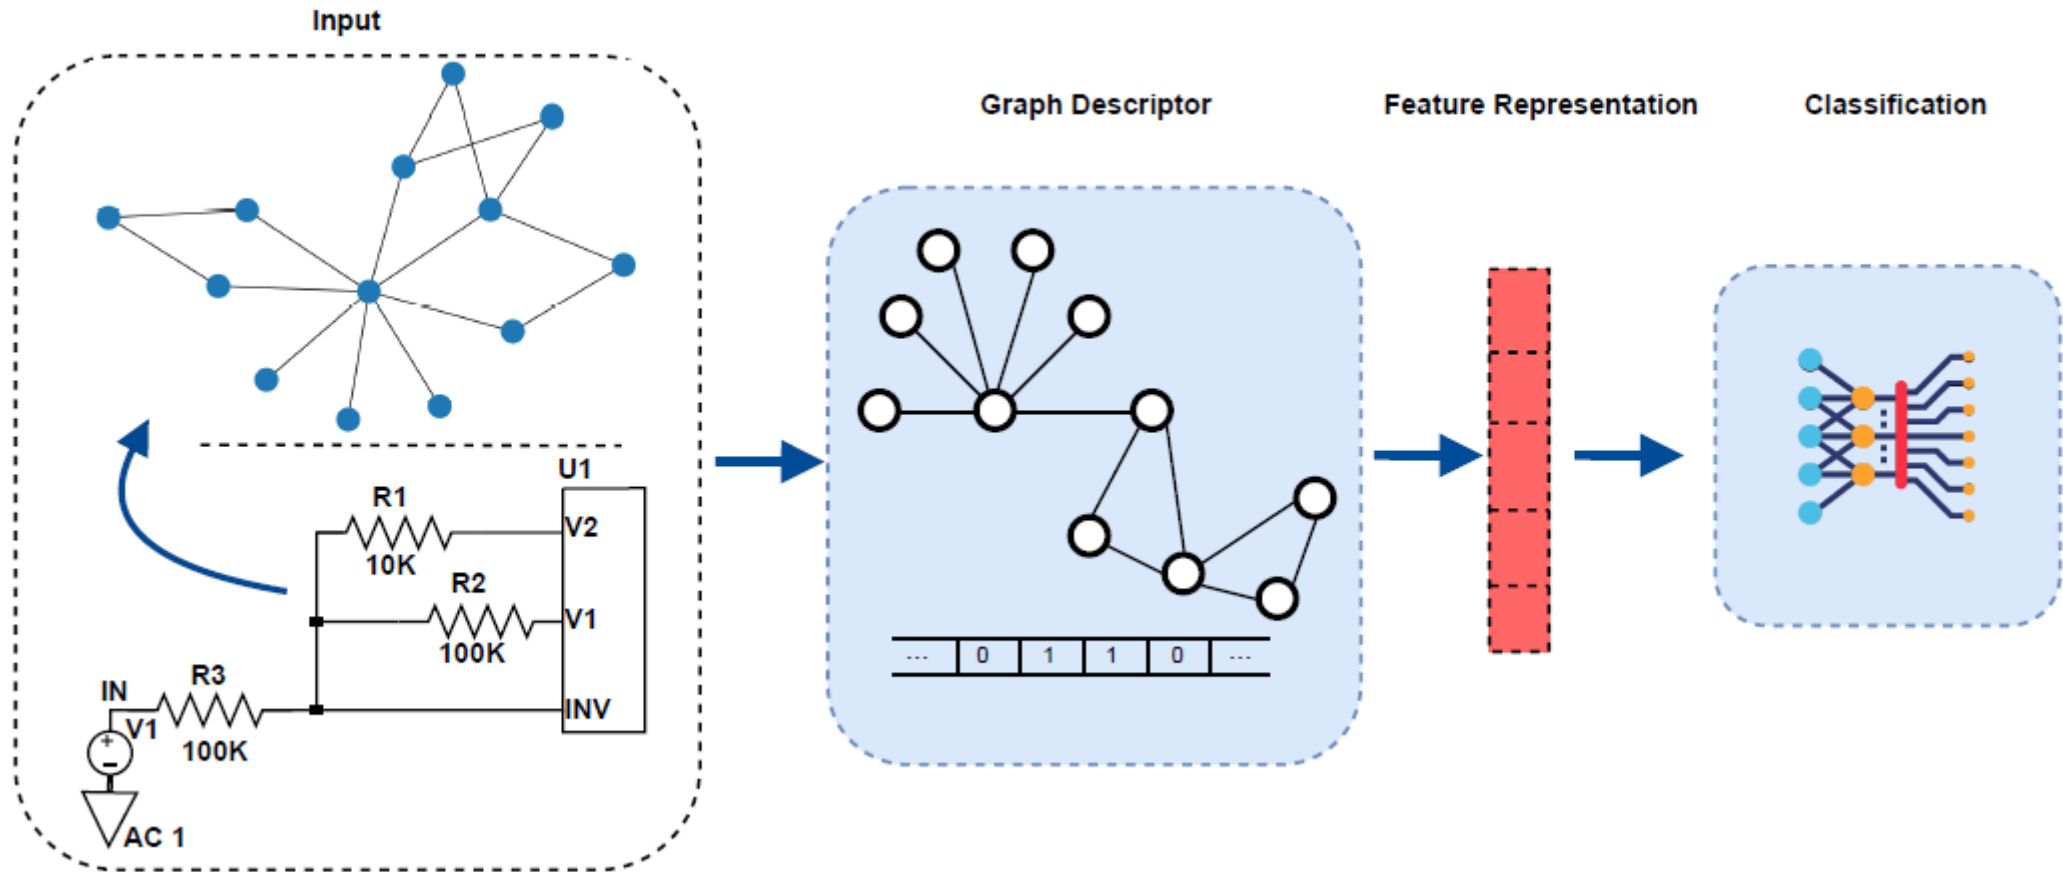 Input
Graph Descriptor
Feature Representation
Classification
U1
R1
V2
10K
R2
V1
100K
R3
IN
INV
V1
100K
AC 1
--- 0 1 1 0 ---